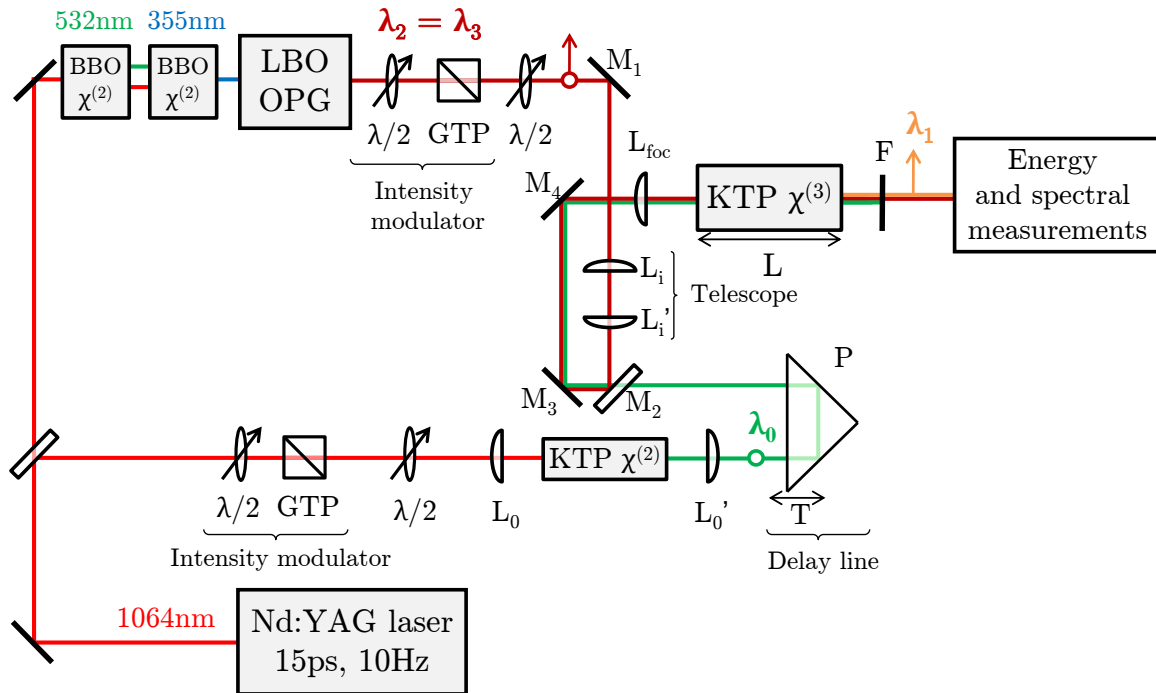 532nm 355nm
λ₂ = λ₃
BBO
χ⁽²⁾
BBO
χ⁽²⁾
LBO
OPG
M₁
λ/2 GTP λ/2
Intensity
modulator
L_foc
M₄
KTP χ⁽³⁾
F
λ₁
Energy
and spectral
measurements
L
L_i
Telescope
L_i’
M₃
M₂
P
λ₀
λ/2 GTP
λ/2
L₀
KTP χ⁽²⁾
L₀’
T
Intensity modulator
Delay line
1064nm
Nd:YAG laser
15ps, 10Hz